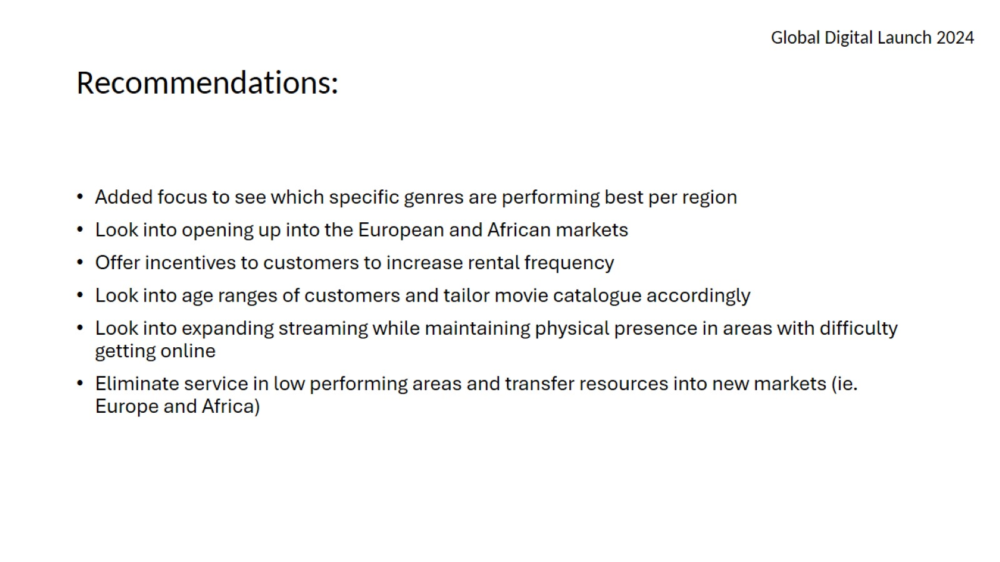 Global Digital Launch 2024
Recommendations:
• Added focus to see which specific genres are performing best per region
• Look into opening up into the European and African markets
• Offer incentives to customers to increase rental frequency
• Look into age ranges of customers and tailor movie catalogue accordingly
• Look into expanding streaming while maintaining physical presence in areas with difficulty
getting online
• Eliminate service in low performing areas and transfer resources into new markets (ie.
Europe and Africa)